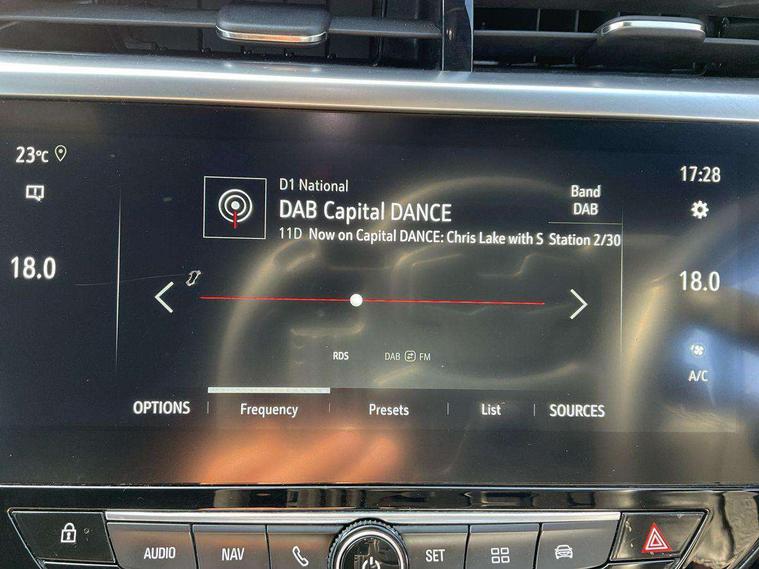 23°C
17:28
D1 National
DAB Capital DANCE
11D Now on Capital DANCE: Chris Lake with S
Band
DAB
Station 2/30
18.0
18.0
RDS
DAB FM
A/C
OPTIONS
Frequency
Presets
List
SOURCES
AUDIO
NAV
SET